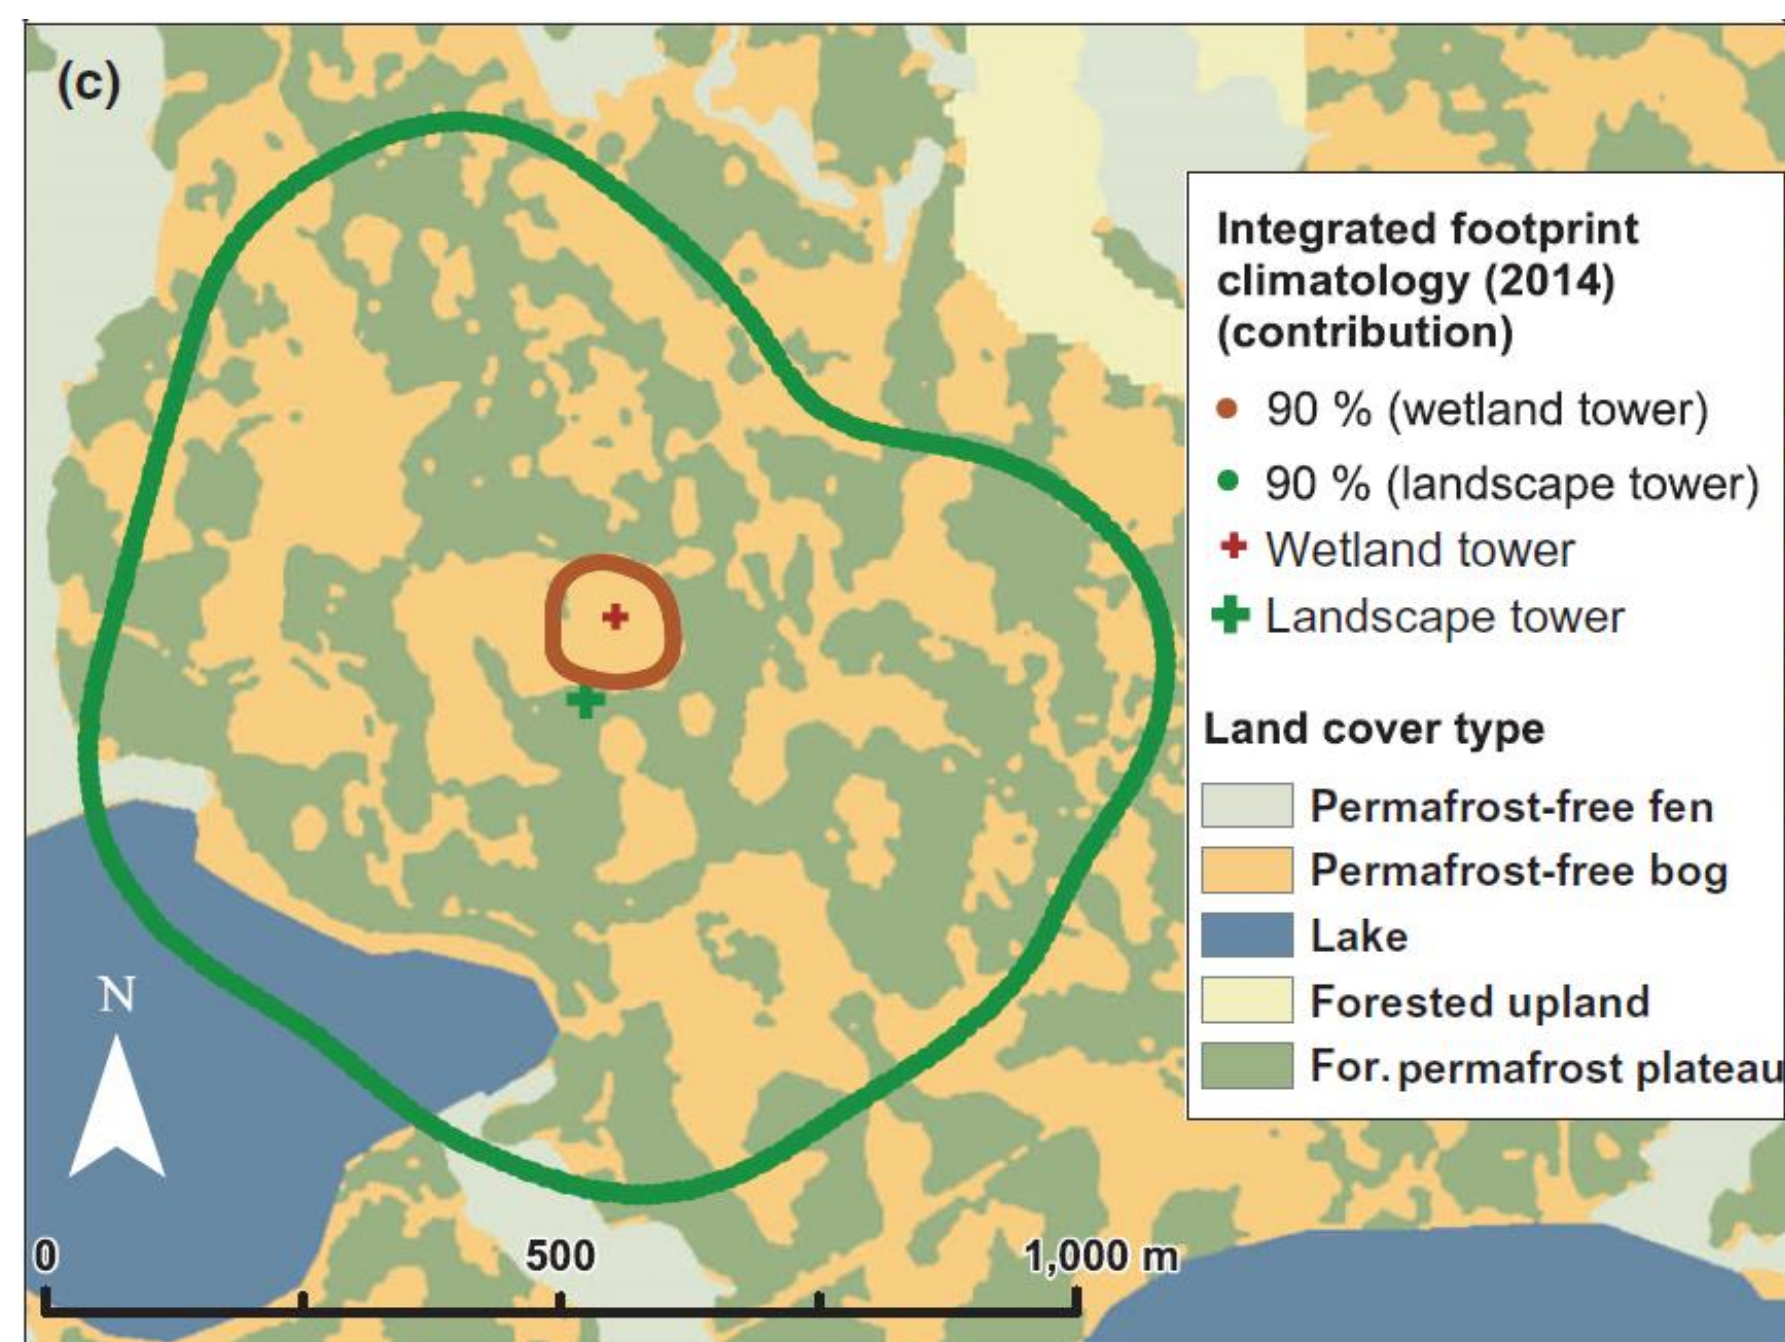 (c)
Integrated footprint
climatology (2014)
(contribution)
90 % (wetland tower)
90 % (landscape tower)
Wetland tower
Landscape tower
Land cover type
Permafrost-free fen
Permafrost-free bog
Lake
Forested upland
For. permafrost plateau
N
0 500 1,000 m